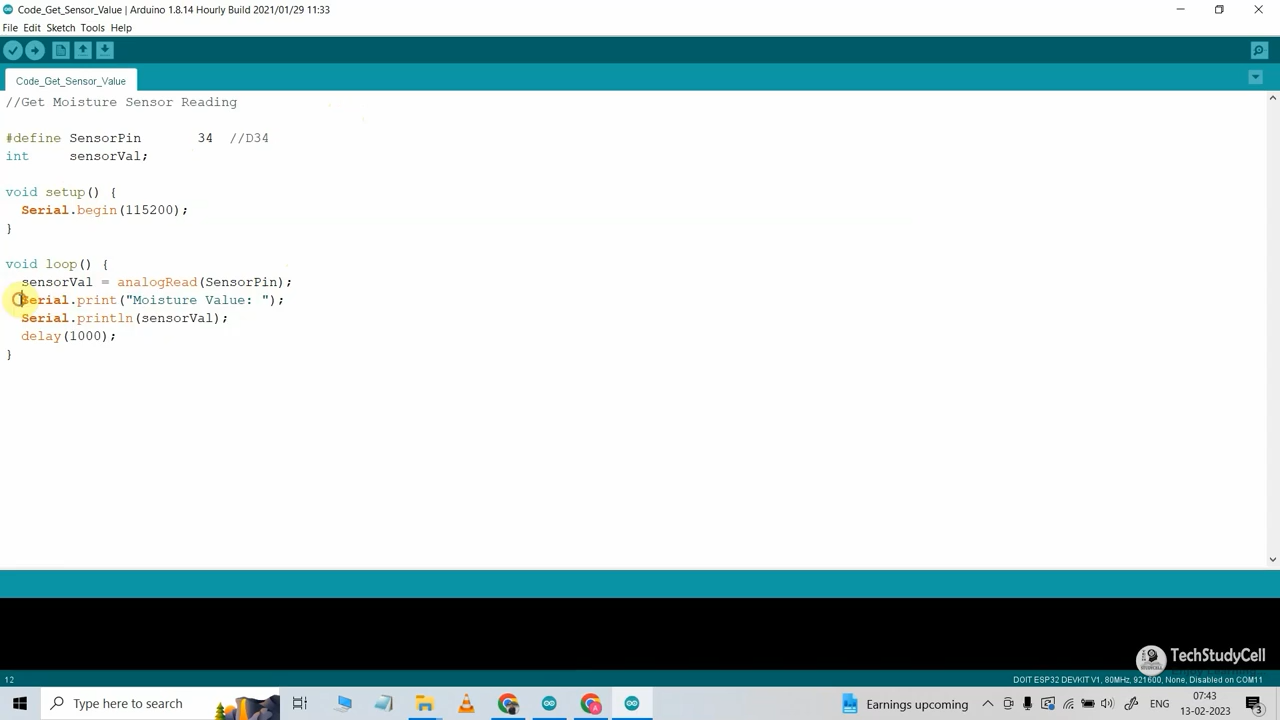 Code_Get_Sensor_Value | Arduino 1.8.14 Hourly Build 2021/01/29 11:33
File Edit Sketch Tools Help
Code_Get_Sensor_Value
//Get Moisture Sensor Reading
#define SensorPin 34 //D34
int sensorVal;
void setup() {
Serial.begin(115200);
}
void loop() {
sensorVal = analogRead(SensorPin);
Serial.print("Moisture Value: ");
Serial.println(sensorVal);
delay(1000);
}
TechStudyCell
12
DOIT ESP32 DEVKIT V1, 80MHz, 921600, None, Disabled on COM11
Type here to search
Earnings upcoming
ENG
07:43
13-02-2023
3